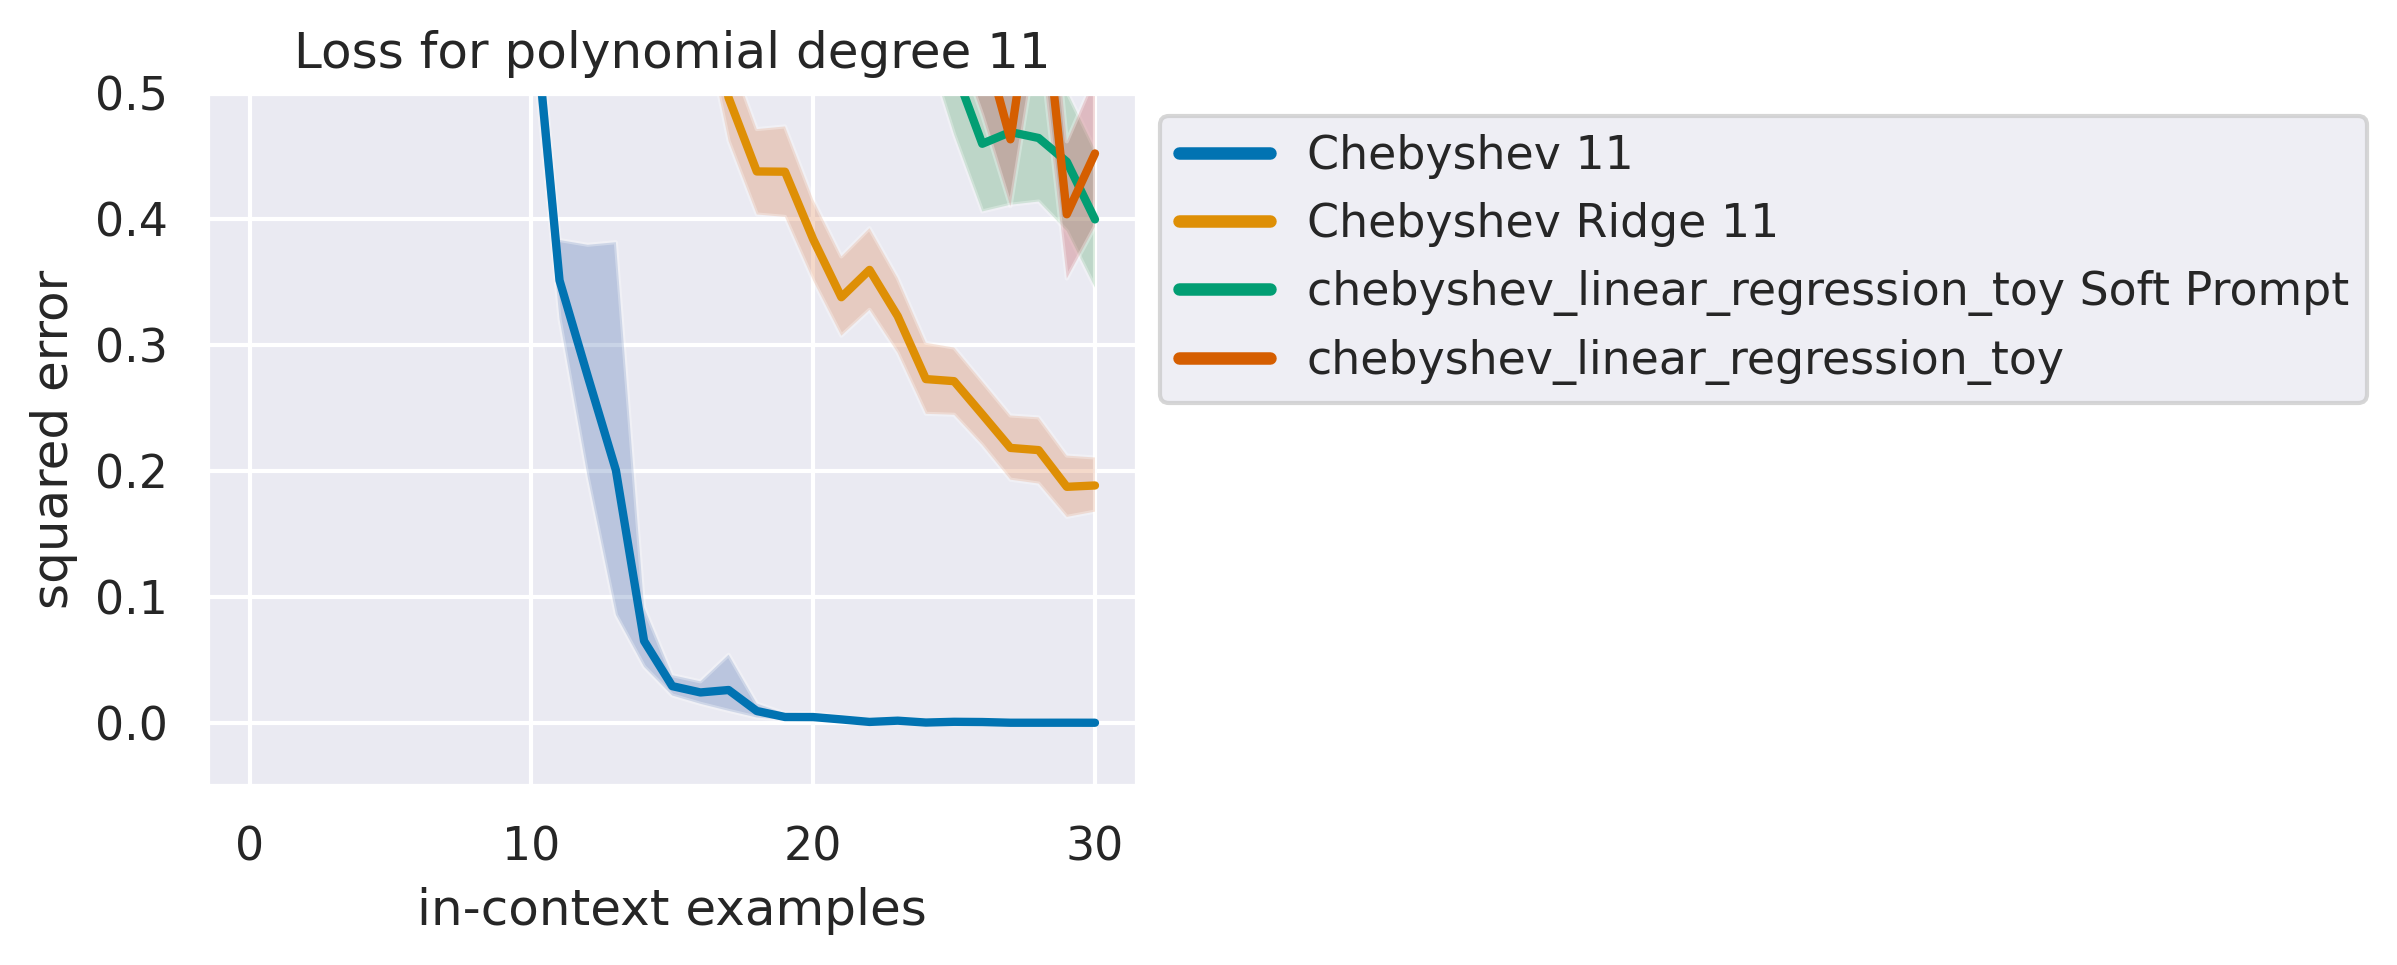 Loss for polynomial degree 11
0.5
0.4
0.3
0.2
0.1
0.0
squared error
0
10
20
30
in-context examples
Chebyshev 11
Chebyshev Ridge 11
chebyshev_linear_regression_toy Soft Prompt
chebyshev_linear_regression_toy